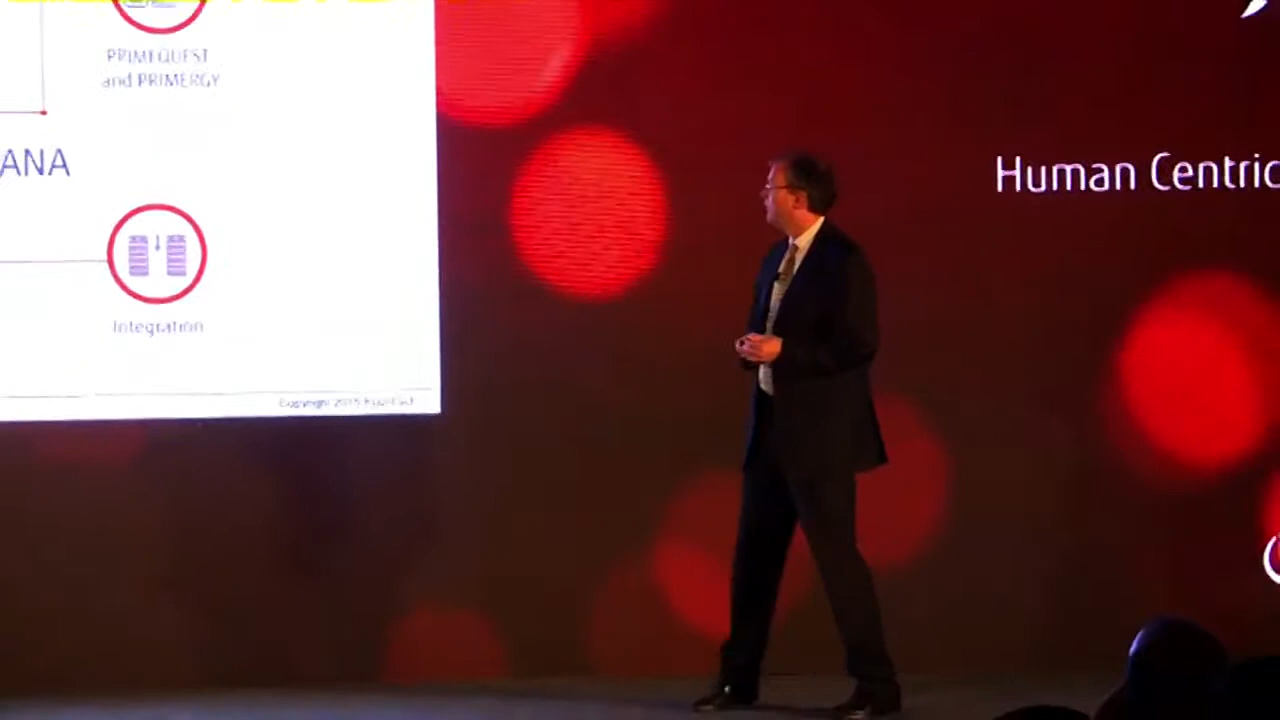 PRIMEQUEST
and PRIMERGY
ANA
Integration
Human Centric